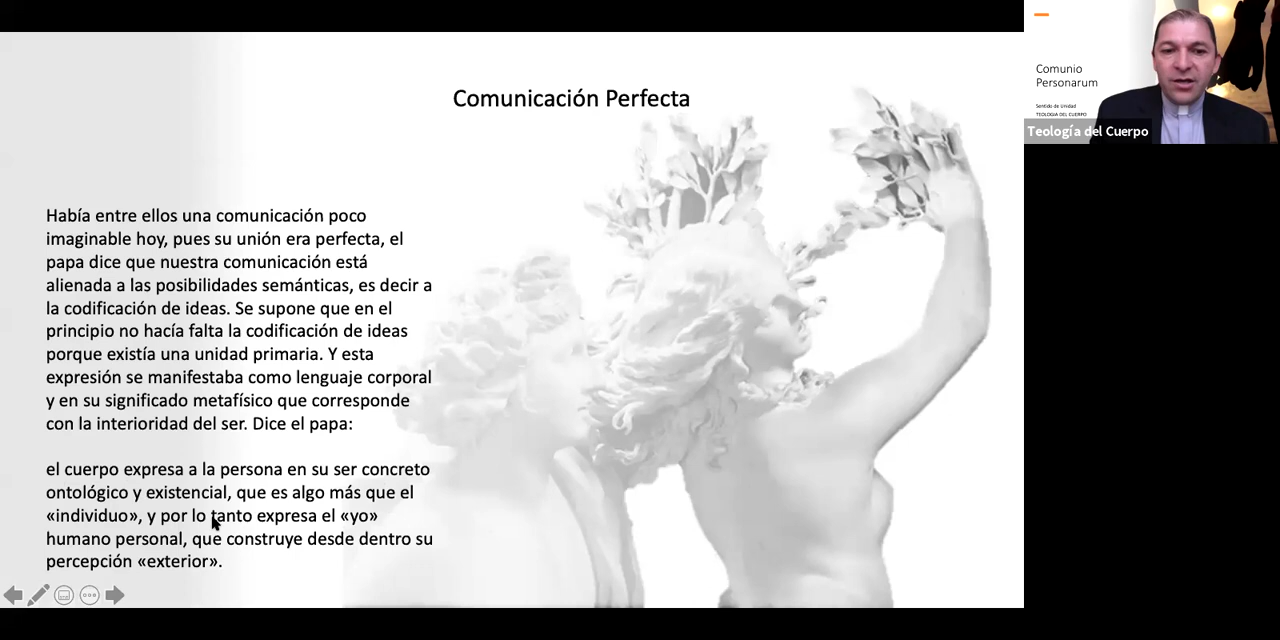 Comunicación Perfecta
Había entre ellos una comunicación poco
imaginable hoy, pues su unión era perfecta, el
papa dice que nuestra comunicación está
alienada a las posibilidades semánticas, es decir a
la codificación de ideas. Se supone que en el
principio no hacía falta la codificación de ideas
porque existía una unidad primaria. Y esta
expresión se manifestaba como lenguaje corporal
y en su significado metafísico que corresponde
con la interioridad del ser. Dice el papa:
el cuerpo expresa a la persona en su ser concreto
ontológico y existencial, que es algo más que el
«individuo», y por lo tanto expresa el «yo»
humano personal, que construye desde dentro su
percepción «exterior».
Comunio
Personarum
Sentido de Unidad
TEOLOGIA DEL CUERPO
Teología del Cuerpo